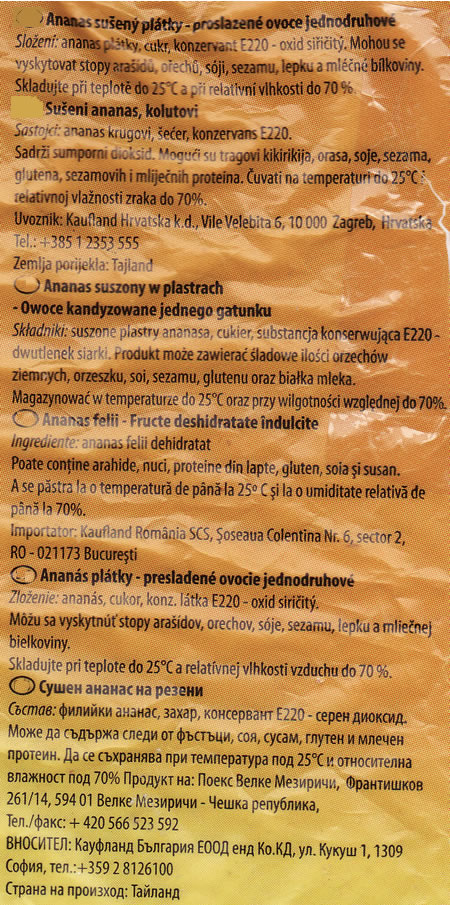 Ananas sušený plátky - proslazené ovoce jednodruhové
Složení: ananas plátky, cukr, konzervant E220 - oxid siřičitý. Mohou se
vyskytovat stopy arašídů, ořechů, sóji, sezamu, lepku a mléčné bílkoviny.
Skladujte při teplotě do 25°C a při relativní vlhkosti do 70 %.
Sušeni ananas, kolutovi
Sastojci: ananas krugovi, šećer, konzervans E220.
Sadrži sumporni dioksid. Mogući su tragovi kikirikija, orasa, soje, sezama,
glutena, sezamovih i mliječnih proteina. Čuvati na temperaturi do 25°C i
relativnoj vlažnosti zraka do 70%.
Uvoznik: Kaufland Hrvatska k.d., Vile Velebita 6, 10 000 Zagreb, Hrvatska
Tel.: +385 1 2353 555
Zemlja porijekla: Tajland
Ananas suszony w plastrach
- Owoce kandyzowane jednego gatunku
Składniki: suszone plastry ananasa, cukier, substancja konserwująca E220 -
dwutlenek siarki. Produkt może zawierać śladowe ilości orzechów
ziemnych, orzeszku, soi, sezamu, glutenu oraz białka mleka.
Magazynować w temperaturze do 25°C oraz przy wilgotności względnej do 70%.
Ananas felii - Fructe deshidratate îndulcite
Ingrediente: ananas felii dehidratat
Poate conține arahide, nuci, proteine din lapte, gluten, soia și susan.
A se păstra la o temperatură de până la 25º C și la o umiditate relativă de
până la 70%.
Importator: Kaufland România SCS, Șoseaua Colentina Nr. 6, sector 2,
RO - 021173 București
Ananás plátky - presladené ovocie jednodruhové
Zloženie: ananás, cukor, konz. látka E220 - oxid siričitý.
Môžu sa vyskytnúť stopy arašídov, orechov, sóje, sezamu, lepku a mliečnej
bielkoviny.
Skladujte pri teplote do 25°C a relatívnej vlhkosti vzduchu do 70 %.
Сушен ананас на резени
Състав: филийки ананас, захар, консервант E220 - серен диоксид.
Може да съдържа следи от фъстъци, соя, сусам, глутен и млечен
протеин. Да се съхранява при температура под 25°C и относителна
влажност под 70% Продукт на: Поекс Велке Мезиричи, Франтишков
261/14, 594 01 Велке Мезиричи - Чешка република,
Тел./факс: + 420 566 523 592
ВНОСИТЕЛ: Кауфланд България ЕООД енд Ко.КД, ул. Кукуш 1, 1309
София, тел.:+359 2 8126100
Страна на произход: Тайланд